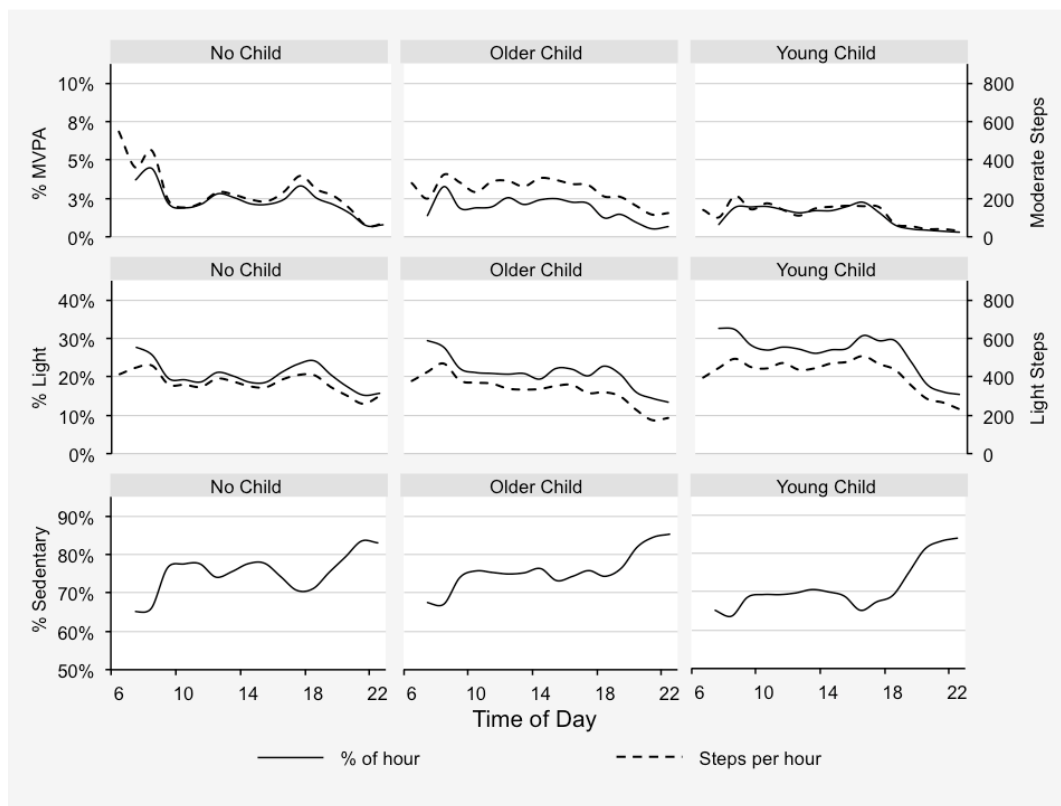 No Child Older Child Young Child
% MVPA
10%
8%
5%
3%
0%
800
600
400
200
0
Moderate Steps
No Child Older Child Young Child
% Light
40%
30%
20%
10%
0%
800
600
400
200
0
Light Steps
No Child Older Child Young Child
% Sedentary
90%
80%
70%
60%
50%
6 10 14 18 22 6 10 14 18 22 6 10 14 18 22
Time of Day
% of hour Steps per hour